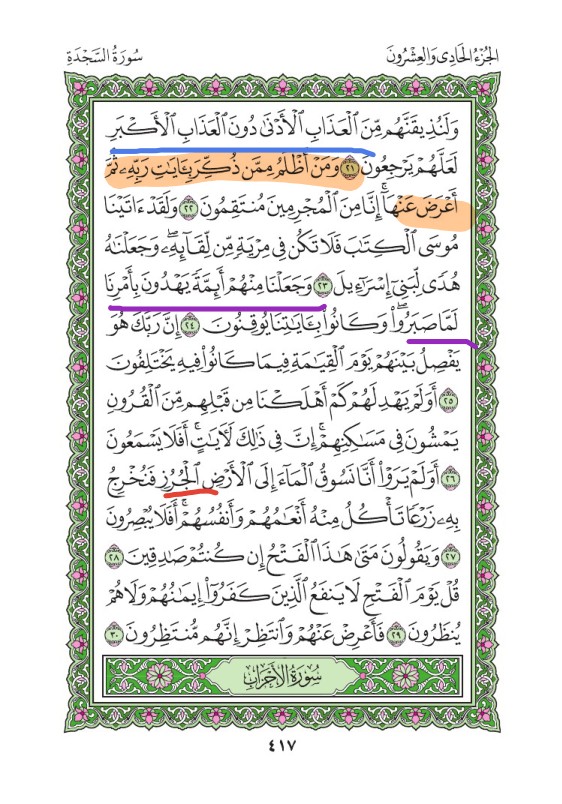 الجُزْءُ الحَادِي وَالعِشْرُونَ
سُورَةُ السَّجْدَةِ
وَلَنُذِيقَنَّهُم مِّنَ ٱلْعَذَابِ ٱلْأَدْنَىٰ دُونَ ٱلْعَذَابِ ٱلْأَكْبَرِ
لَعَلَّهُمْ يَرْجِعُونَ ٢١ وَمَنْ أَظْلَمُ مِمَّن ذُكِّرَ بِـَٔايَـٰتِ رَبِّهِۦ ثُمَّ
أَعْرَضَ عَنْهَآ ۚ إِنَّا مِنَ ٱلْمُجْرِمِينَ مُنتَقِمُونَ ٢٢ وَلَقَدْ ءَاتَيْنَا
مُوسَى ٱلْكِتَـٰبَ فَلَا تَكُن فِى مِرْيَةٍ مِّن لِّقَآئِهِۦ ۖ وَجَعَلْنَـٰهُ
هُدًى لِّبَنِىٓ إِسْرَٰٓءِيلَ ٢٣ وَجَعَلْنَا مِنْهُمْ أَئِمَّةً يَهْدُونَ بِأَمْرِنَا
لَمَّا صَبَرُوا۟ ۖ وَكَانُوا۟ بِـَٔايَـٰتِنَا يُوقِنُونَ ٢٤ إِنَّ رَبَّكَ هُوَ
يَفْصِلُ بَيْنَهُمْ يَوْمَ ٱلْقِيَـٰمَةِ فِيمَا كَانُوا۟ فِيهِ يَخْتَلِفُونَ
٢٥ أَوَلَمْ يَهْدِ لَهُمْ كَمْ أَهْلَكْنَا مِن قَبْلِهِم مِّنَ ٱلْقُرُونِ
يَمْشُونَ فِى مَسَـٰكِنِهِمْ ۚ إِنَّ فِى ذَٰلِكَ لَـَٔايَـٰتٍ ۖ أَفَلَا يَسْمَعُونَ
٢٦ أَوَلَمْ يَرَوْا۟ أَنَّا نَسُوقُ ٱلْمَآءَ إِلَى ٱلْأَرْضِ ٱلْجُرُزِ فَنُخْرِجُ
بِهِۦ زَرْعًا تَأْكُلُ مِنْهُ أَنْعَـٰمُهُمْ وَأَنفُسُهُمْ ۖ أَفَلَا يُبْصِرُونَ
٢٧ وَيَقُولُونَ مَتَىٰ هَـٰذَا ٱلْفَتْحُ إِن كُنتُمْ صَـٰدِقِينَ ٢٨
قُلْ يَوْمَ ٱلْفَتْحِ لَا يَنفَعُ ٱلَّذِينَ كَفَرُوٓا۟ إِيمَـٰنُهُمْ وَلَا هُمْ
يُنظَرُونَ ٢٩ فَأَعْرِضْ عَنْهُمْ وَٱنتَظِرْ إِنَّهُم مُّنتَظِرُونَ ٣٠
سُورَةُ الأَحْزَابِ
٤١٧